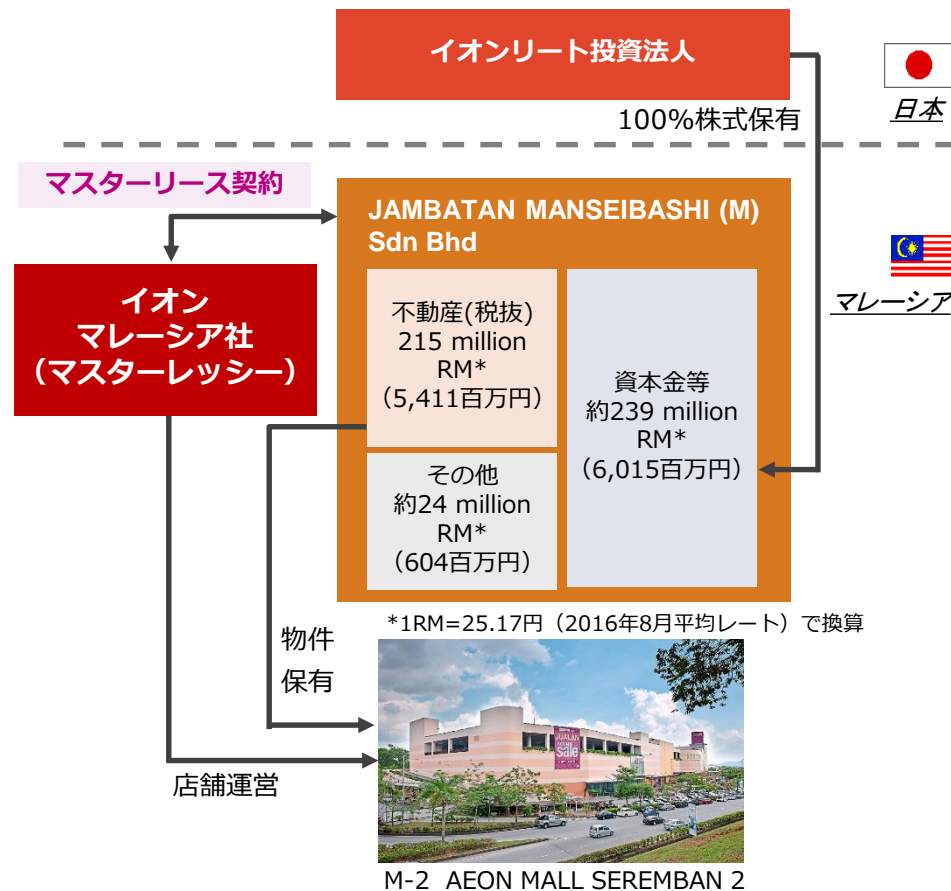 イオンリート投資法人
日本
100%株式保有
マスターリース契約
JAMBATAN MANSEIBASHI (M)
Sdn Bhd
マレーシア
イオン
マレーシア社
（マスターレッシー）
不動産(税抜)
215 million
RM*
（5,411百万円）
資本金等
約239 million
RM*
（6,015百万円）
その他
約24 million
RM*
（604百万円）
*1RM=25.17円（2016年8月平均レート）で換算
物件
保有
JUALAN
sale
店舗運営
M-2 AEON MALL SEREMBAN 2